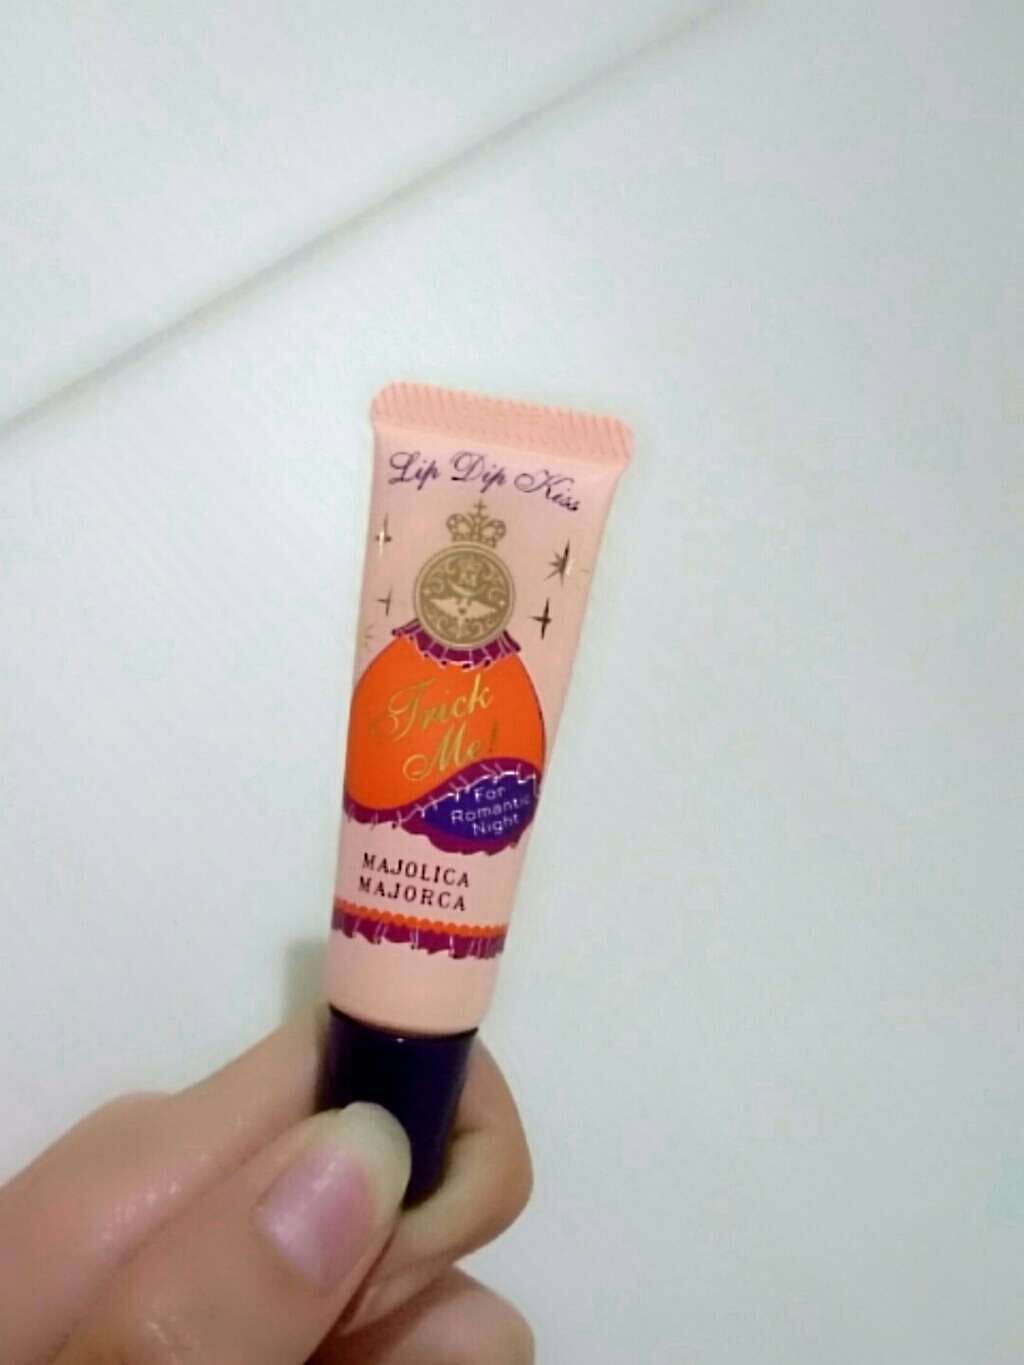 Lip Dip Kiss
Trick
Me!
For
Romantic
Night
MAJOLICA
MAJORCA